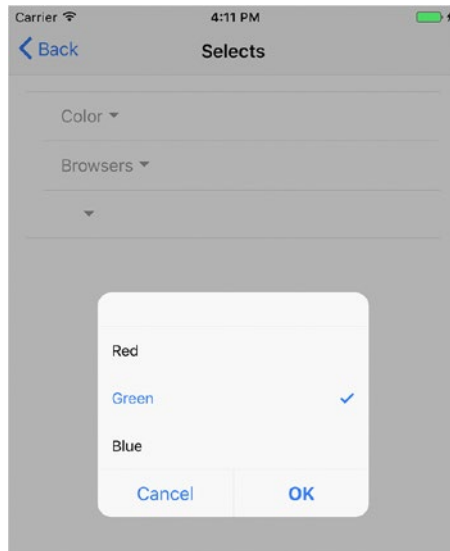 Carrier 4:11 PM
Back Selects
Color
Browsers
Red
Green
Blue
Cancel OK